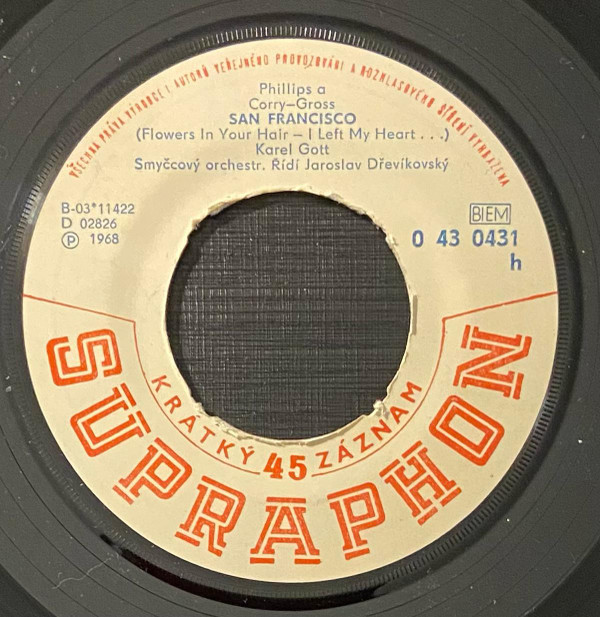 VŠECHNA PRÁVA VÝROBCE I AUTORŮ VEŘEJNÉHO PROVOZOVÁNÍ A ROZHLASOVÉHO ŠÍŘENÍ VYHRAZENA
Phillips a
Corry–Gross
SAN FRANCISCO
(Flowers In Your Hair – I Left My Heart . . .)
Karel Gott
Smyčcový orchestr. Řídí Jaroslav Dřevíkovský
B-03*11422
D 02826
Ⓟ 1968
BIEM
0 43 0431
h
KRÁTKÝ 45 ZÁZNAM
SUPRAPHON